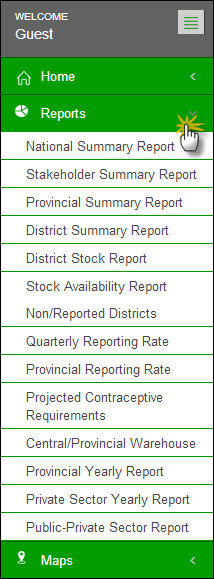 WELCOME
Guest
Home
Reports
National Summary Report
Stakeholder Summary Report
Provincial Summary Report
District Summary Report
District Stock Report
Stock Availability Report
Non/Reported Districts
Quarterly Reporting Rate
Provincial Reporting Rate
Projected Contraceptive
Requirements
Central/Provincial Warehouse
Provincial Yearly Report
Private Sector Yearly Report
Public-Private Sector Report
Maps